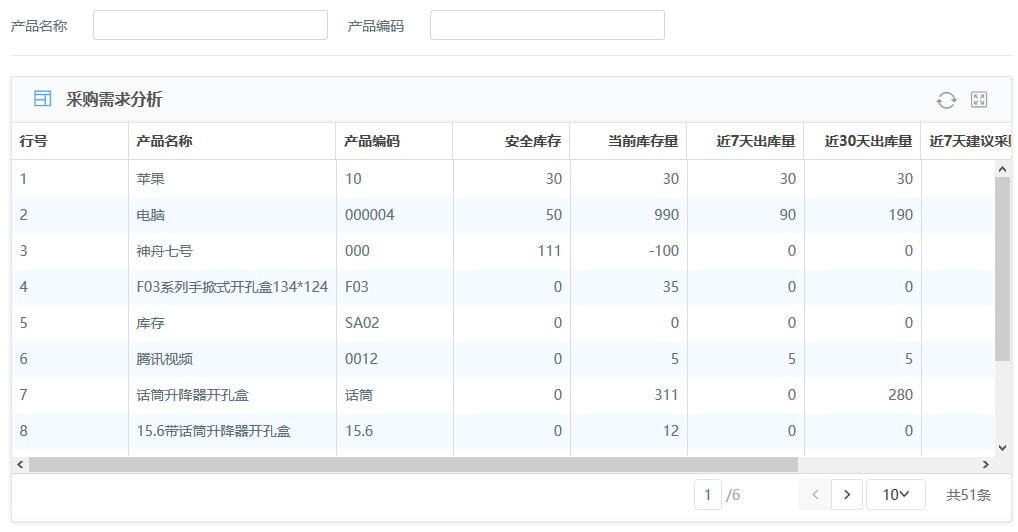 产品名称 产品编码
采购需求分析
行号 产品名称 产品编码 安全库存 当前库存量 近7天出库量 近30天出库量 近7天建议采
1 苹果 10 30 30 30 30
2 电脑 000004 50 990 90 190
3 神舟七号 000 111 -100 0 0
4 F03系列手掀式开孔盒134*124 F03 0 35 0 0
5 库存 SA02 0 0 0 0
6 腾讯视频 0012 0 5 5 5
7 话筒升降器开孔盒 话筒 0 311 0 280
8 15.6带话筒升降器开孔盒 15.6 0 12 0 0
1 /6 10 共51条